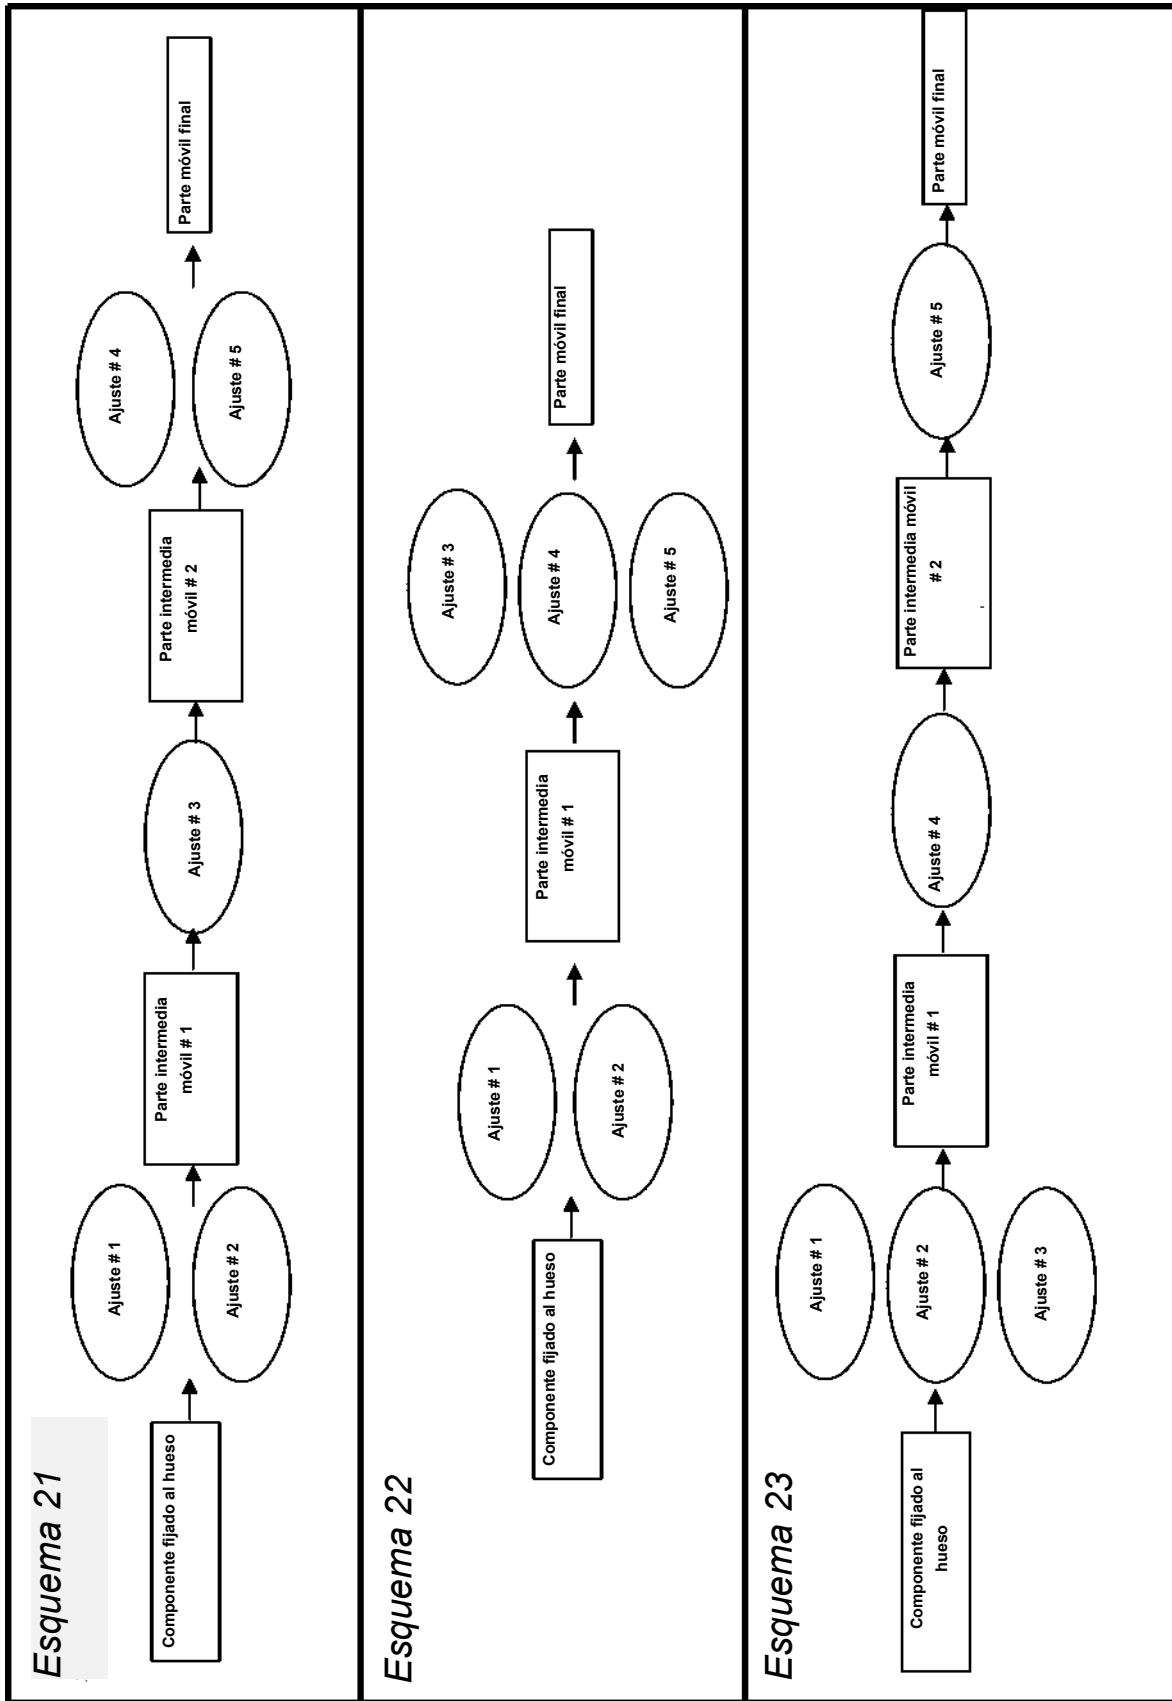 Esquema 21
Componente fijado al hueso
Ajuste # 1
Ajuste # 2
Parte intermedia
móvil # 1
Ajuste # 3
Parte intermedia
móvil # 2
Ajuste # 4
Ajuste # 5
Parte móvil final
Esquema 22
Componente fijado al hueso
Ajuste # 1
Ajuste # 2
Parte intermedia
móvil # 1
Ajuste # 3
Ajuste # 4
Ajuste # 5
Parte móvil final
Esquema 23
Componente fijado al
hueso
Ajuste # 1
Ajuste # 2
Ajuste # 3
Parte intermedia
móvil # 1
Ajuste # 4
Parte intermedia móvil
# 2
Ajuste # 5
Parte móvil final